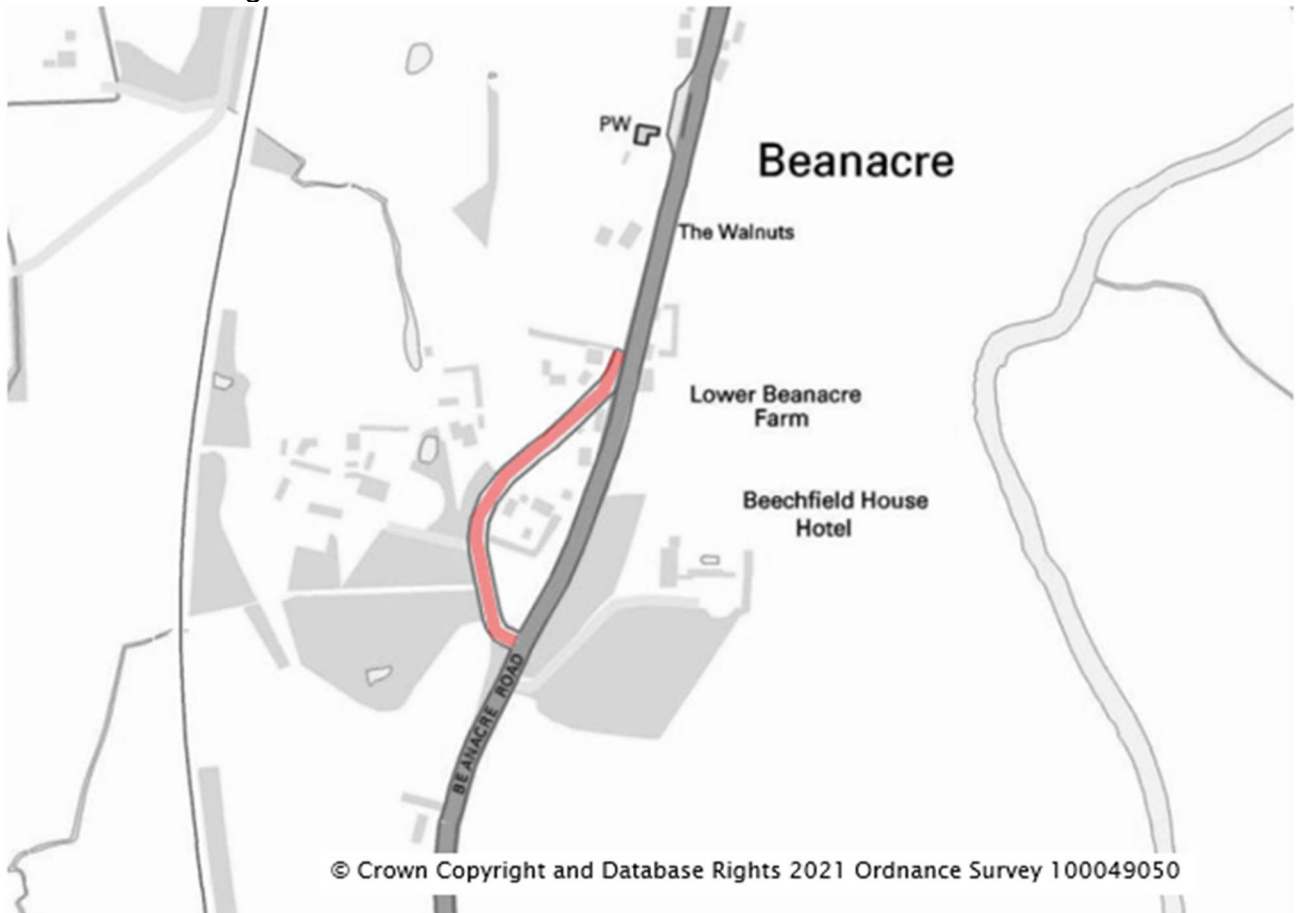 PW
Beanacre
The Walnuts
Lower Beanacre
Farm
Beechfield House
Hotel
BEANACRE ROAD
© Crown Copyright and Database Rights 2021 Ordnance Survey 100049050